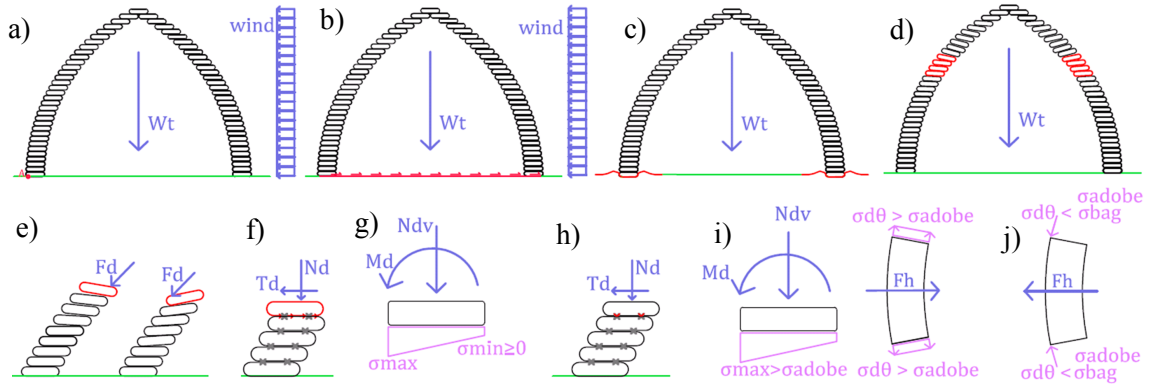 a)
wind
Wt
b)
wind
Wt
c)
Wt
d)
Wt
e)
Fd
Fd
f)
Td
Nd
g)
Ndv
Md
σmax
σmin≥0
h)
Td
Nd
i)
Ndv
Md
σmax>σadobe
σdθ > σadobe
Fh
σdθ > σadobe
j)
σadobe
σdθ < σbag
Fh
σadobe
σdθ <σbag